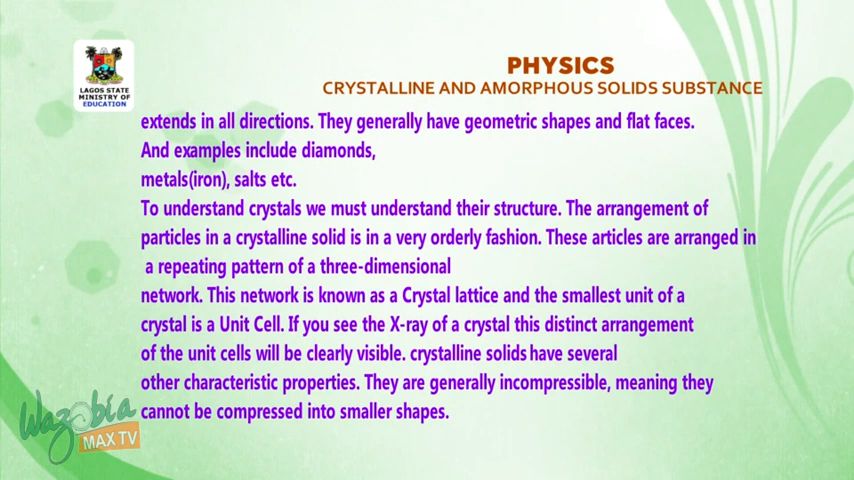 LAGOS STATE
MINISTRY OF
EDUCATION
PHYSICS
CRYSTALLINE AND AMORPHOUS SOLIDS SUBSTANCE
extends in all directions. They generally have geometric shapes and flat faces.
And examples include diamonds,
metals(iron), salts etc.
To understand crystals we must understand their structure. The arrangement of
particles in a crystalline solid is in a very orderly fashion. These articles are arranged in
a repeating pattern of a three-dimensional
network. This network is known as a Crystal lattice and the smallest unit of a
crystal is a Unit Cell. If you see the X-ray of a crystal this distinct arrangement
of the unit cells will be clearly visible. crystalline solids have several
other characteristic properties. They are generally incompressible, meaning they
cannot be compressed into smaller shapes.
Wazobia
MAX TV